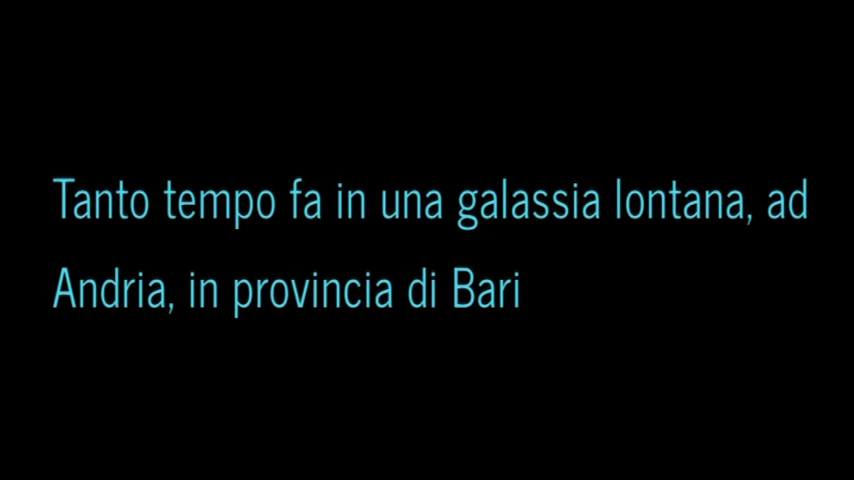 Tanto tempo fa in una galassia lontana, ad
Andria, in provincia di Bari